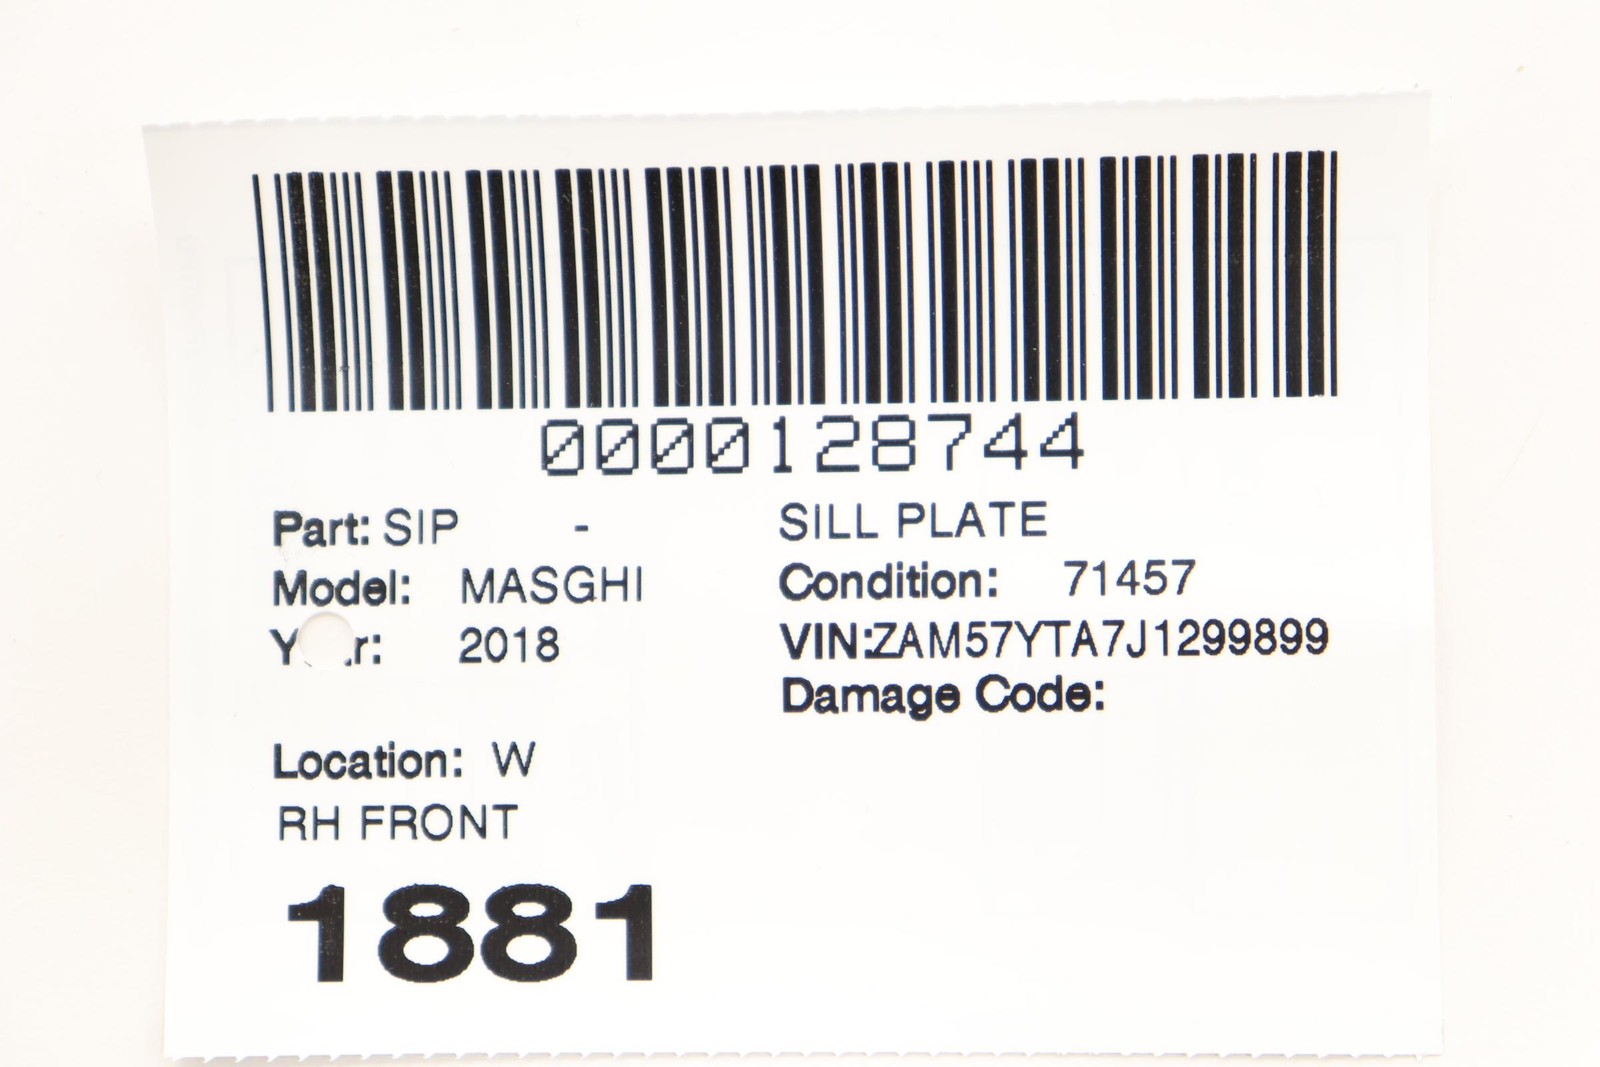 0000128744
Part: SIP - SILL PLATE
Model: MASGHI Condition: 71457
2018 VIN:ZAM57YTA7J1299899
Damage Code:
Location: W
RH FRONT
1881